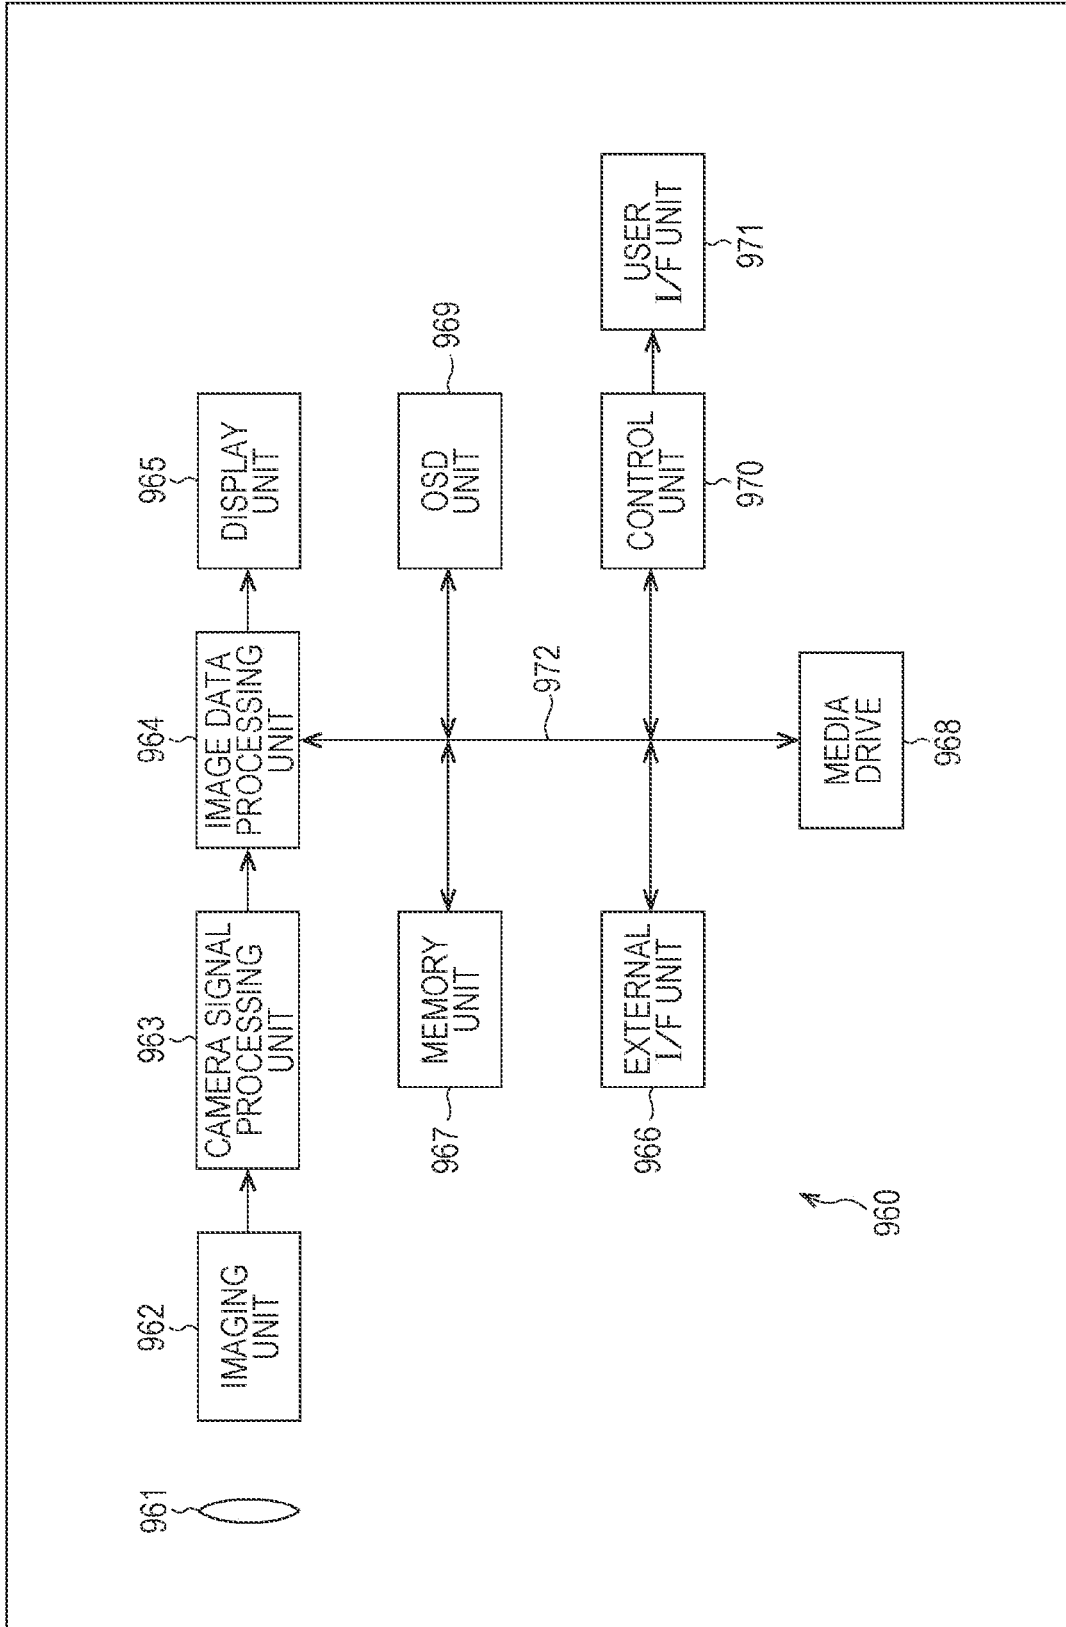 961
962
IMAGING
UNIT
963
CAMERA SIGNAL
PROCESSING
UNIT
964
IMAGE DATA
PROCESSING
UNIT
965
DISPLAY
UNIT
967
MEMORY
UNIT
972
OSD
UNIT
969
966
EXTERNAL
I/F UNIT
CONTROL
UNIT
970
USER
I/F UNIT
971
MEDIA
DRIVE
968
960